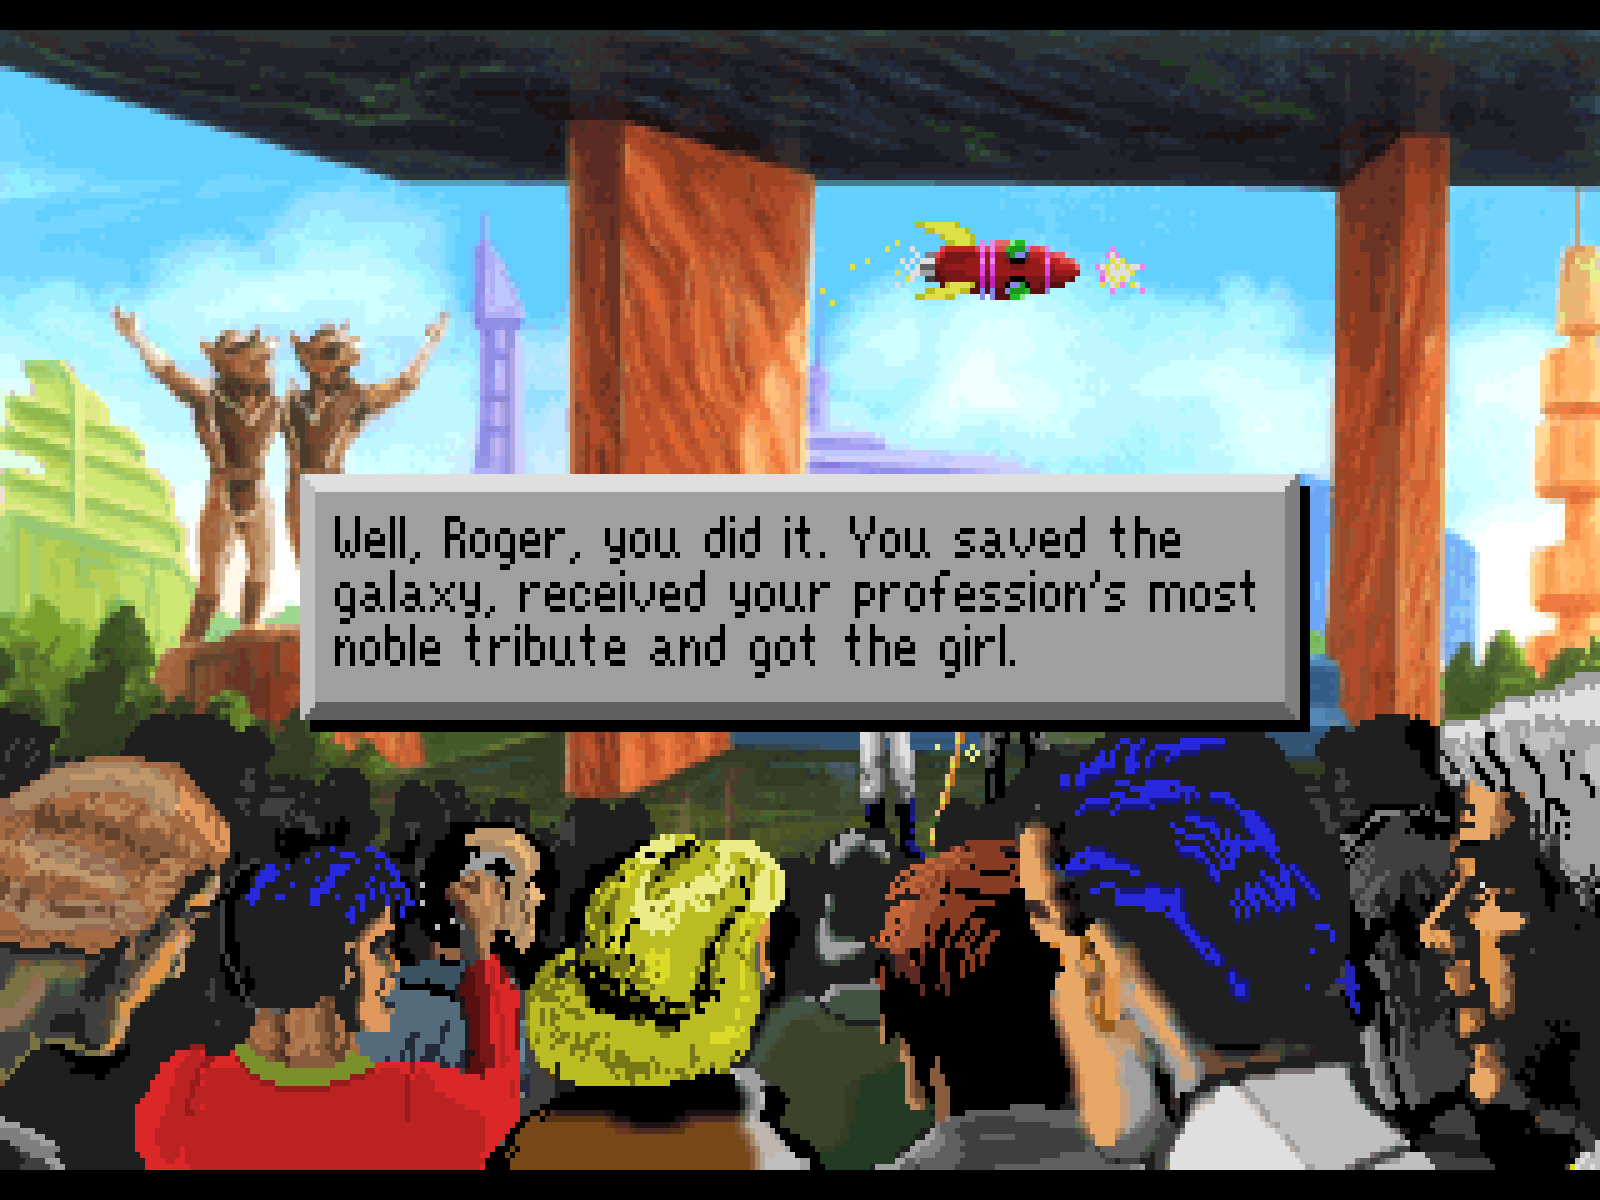 Well, Roger, you did it. You saved the
galaxy, received your profession's most
noble tribute and got the girl.